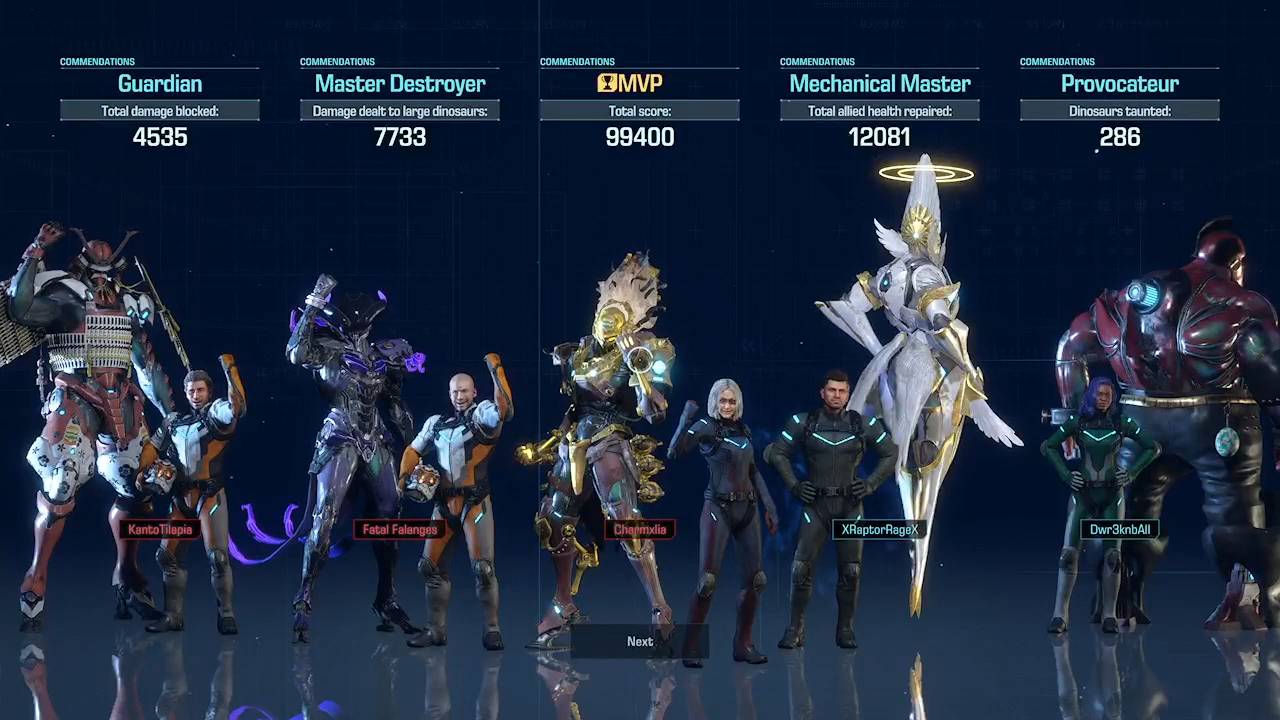 COMMENDATIONS
Guardian
Total damage blocked:
4535
COMMENDATIONS
Master Destroyer
Damage dealt to large dinosaurs:
7733
COMMENDATIONS
MVP
Total score:
99400
COMMENDATIONS
Mechanical Master
Total allied health repaired:
12081
COMMENDATIONS
Provocateur
Dinosaurs taunted:
286
KantoTilapia
Fatal Falanges
Charmxlia
XRaptorRageX
Dwr3knbAll
Next